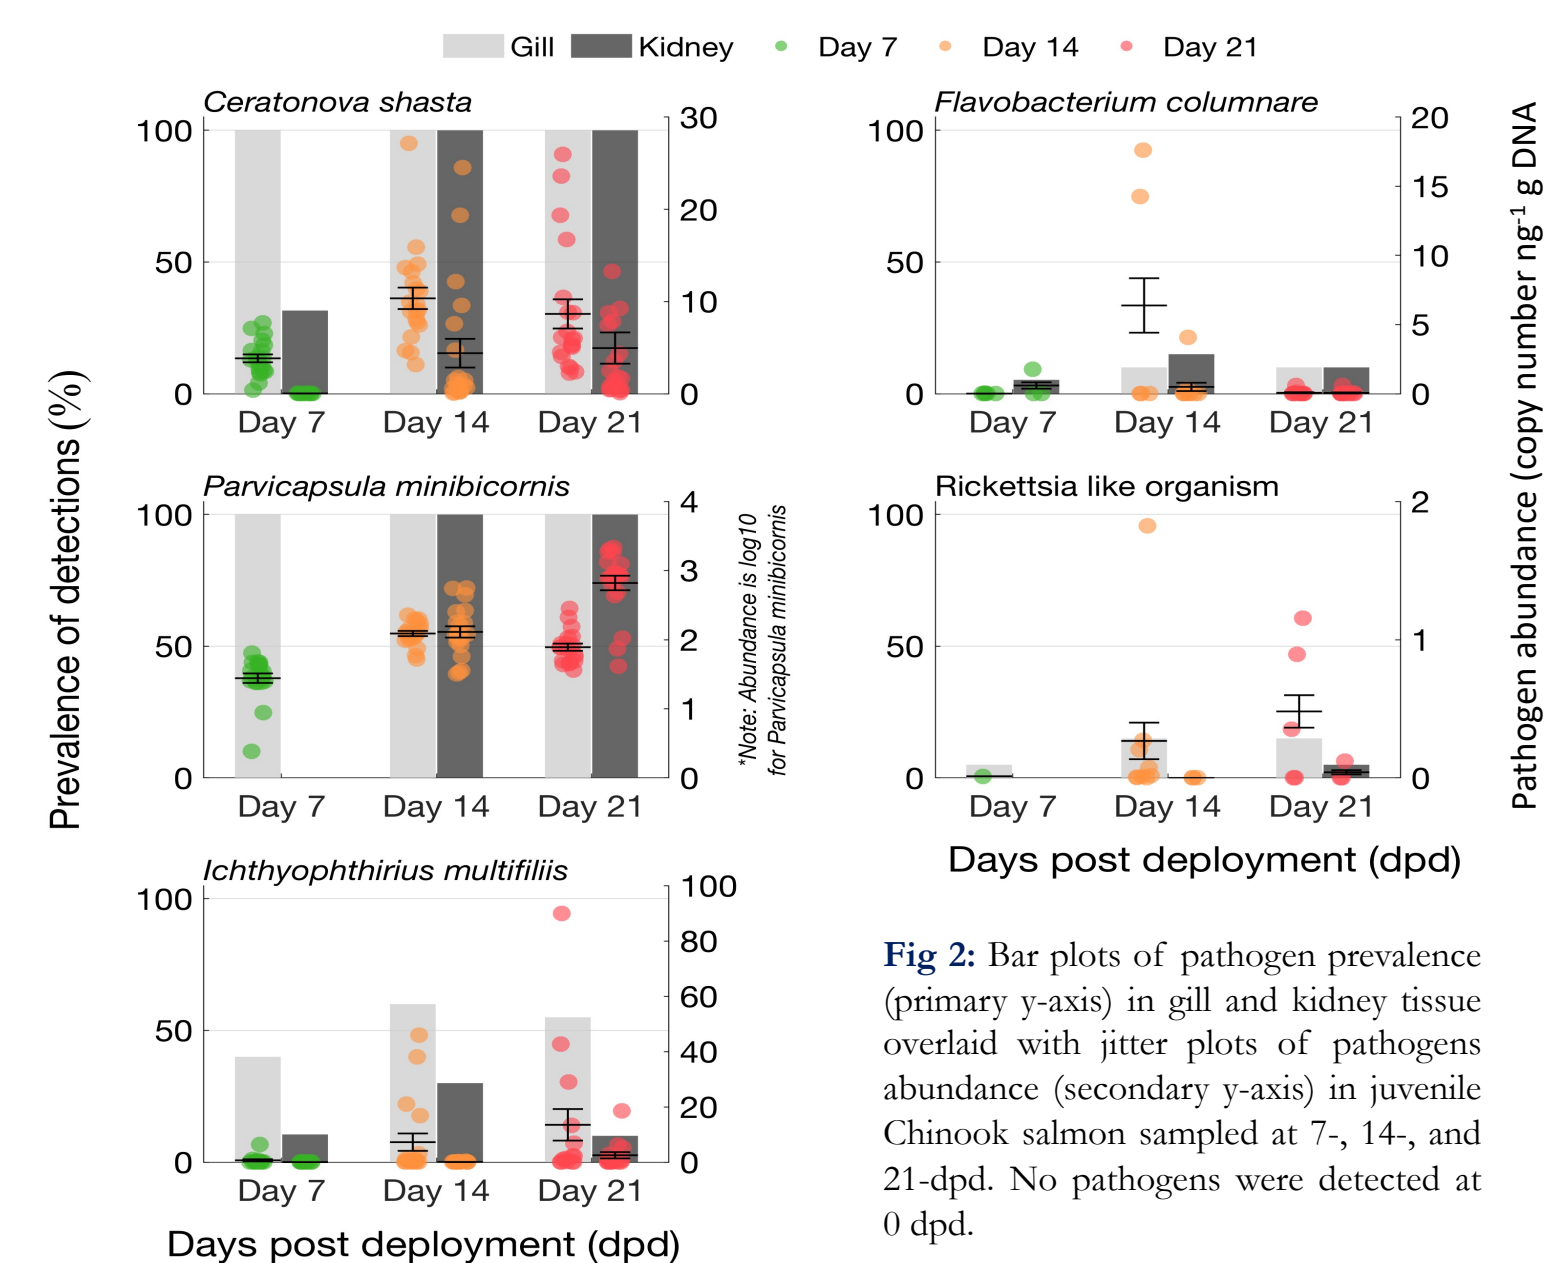 Gill Kidney Day 7 Day 14 Day 21
Prevalence of detections (%)
Ceratonova shasta
100
50
0
30
20
10
0
Day 7 Day 14 Day 21
Parvicapsula minibicornis
100
50
0
4
3
2
1
0
Day 7 Day 14 Day 21
*Note: Abundance is log10
for Parvicapsula minibicornis
Ichthyophthirius multifiliis
100
50
0
100
80
60
40
20
0
Day 7 Day 14 Day 21
Days post deployment (dpd)
Flavobacterium columnare
100
50
0
20
15
10
5
0
Day 7 Day 14 Day 21
Rickettsia like organism
100
50
0
2
1
0
Day 7 Day 14 Day 21
Days post deployment (dpd)
Pathogen abundance (copy number ng⁻¹ g DNA
Fig 2: Bar plots of pathogen prevalence
(primary y-axis) in gill and kidney tissue
overlaid with jitter plots of pathogens
abundance (secondary y-axis) in juvenile
Chinook salmon sampled at 7-, 14-, and
21-dpd. No pathogens were detected at
0 dpd.